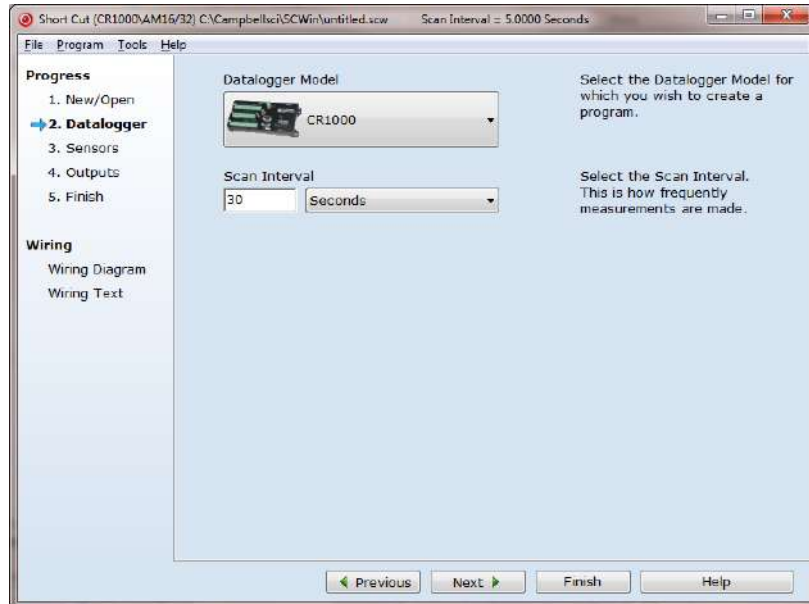 Short Cut (CR1000\AM16/32) C:\Campbellsci\SCWin\untitled.scw Scan Interval = 5.0000 Seconds
File Program Tools Help
Progress
1. New/Open
2. Datalogger
3. Sensors
4. Outputs
5. Finish
Wiring
Wiring Diagram
Wiring Text
Datalogger Model
CR1000
Select the Datalogger Model for
which you wish to create a
program.
Scan Interval
30 Seconds
Select the Scan Interval.
This is how frequently
measurements are made.
Previous Next Finish Help